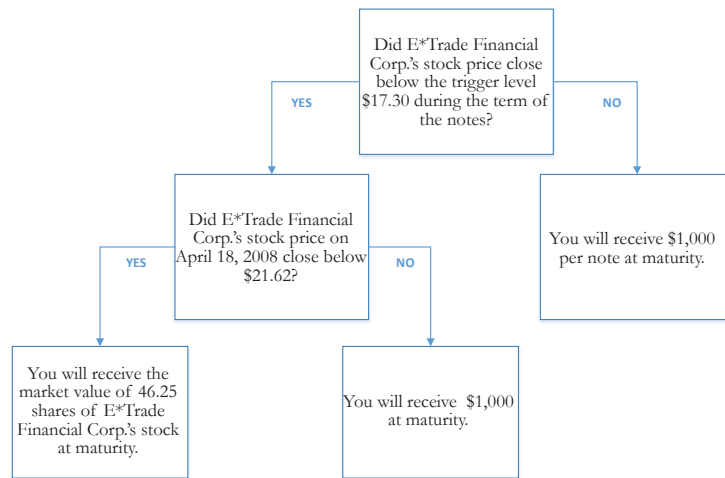 Did E*Trade Financial
Corp.'s stock price close
below the trigger level
$17.30 during the term of
the notes?
YES
NO
Did E*Trade Financial
Corp.'s stock price on
April 18, 2008 close below
$21.62?
You will receive $1,000
per note at maturity.
YES
NO
You will receive the
market value of 46.25
shares of E*Trade
Financial Corp.'s stock
at maturity.
You will receive $1,000
at maturity.